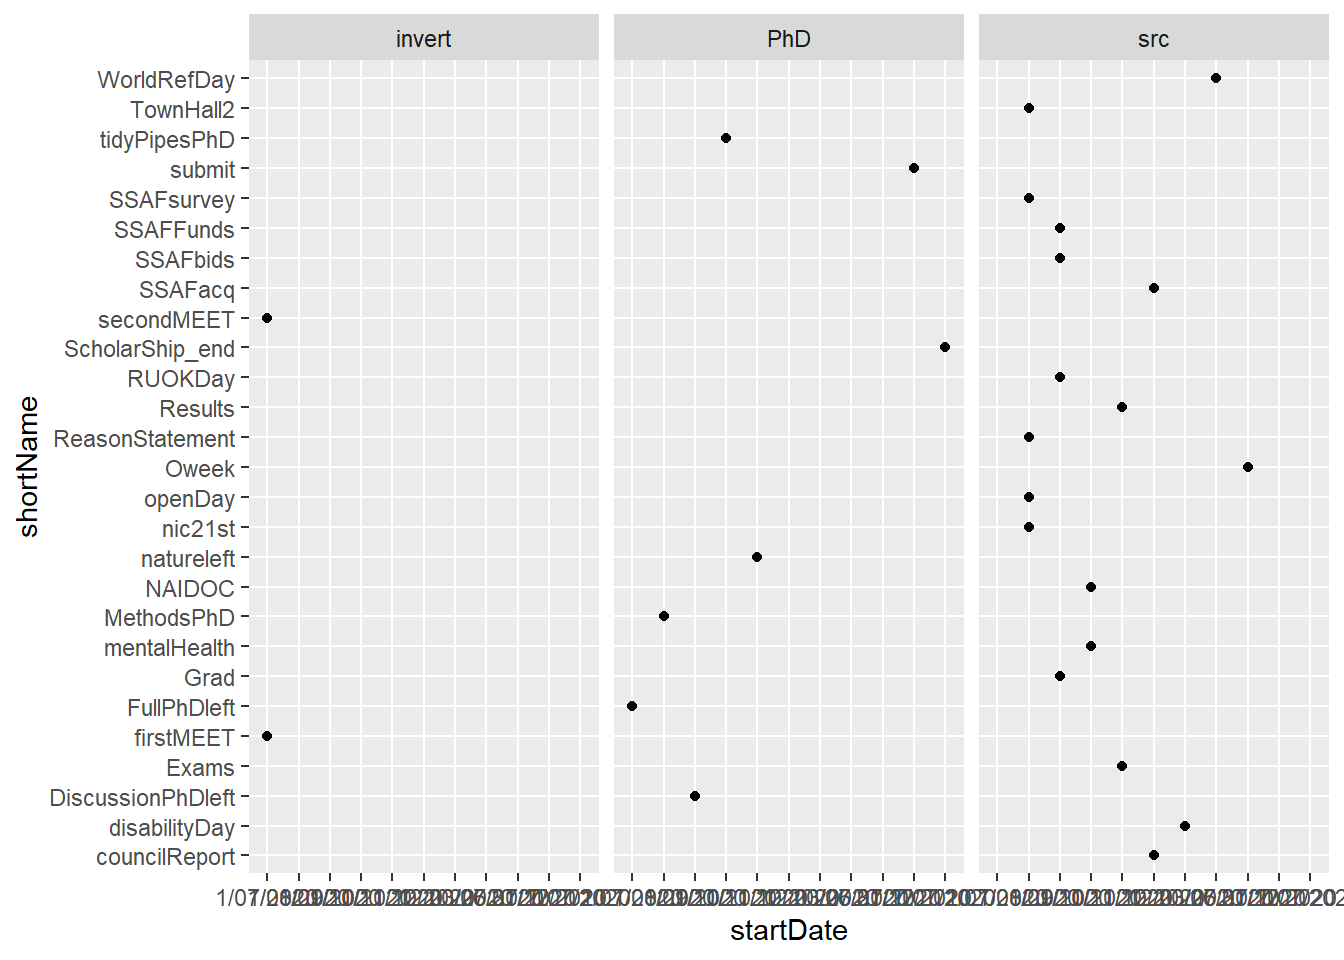 invert
PhD
src
WorldRefDay
TownHall2
tidyPipesPhD
submit
SSAFsurvey
SSAFFunds
SSAFbids
SSAFacq
secondMEET
ScholarShip_end
RUOKDay
Results
ReasonStatement
Oweek
openDay
nic21st
natureleft
NAIDOC
MethodsPhD
mentalHealth
Grad
FullPhDleft
firstMEET
Exams
DiscussionPhDleft
disabilityDay
councilReport
shortName
startDate